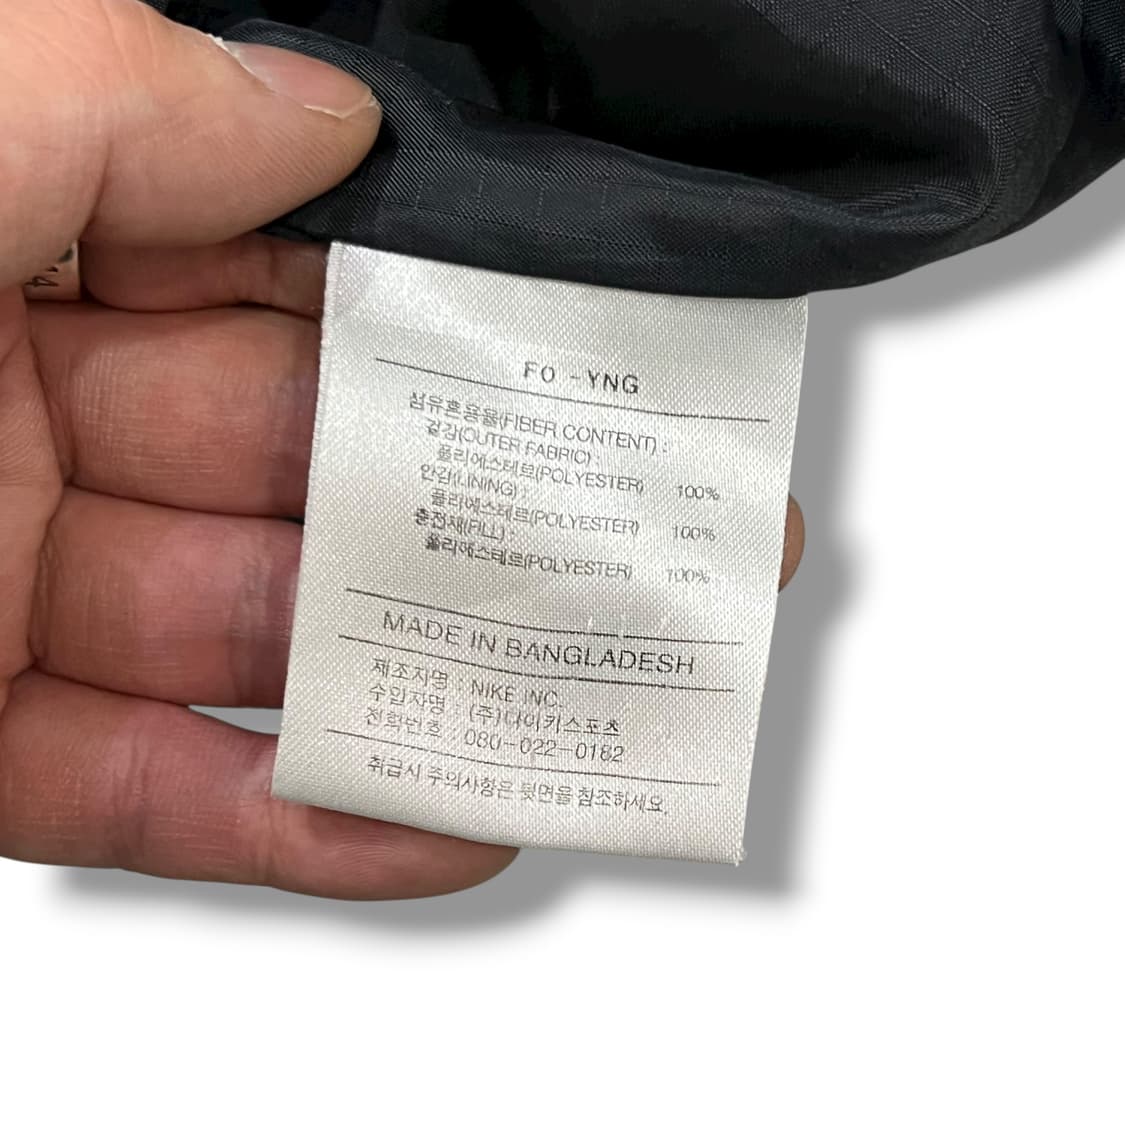 14
FO - YNG
섬유혼용율(FIBER CONTENT) :
겉감(OUTER FABRIC) :
폴리에스테르(POLYESTER) 100%
안감(LINING) :
폴리에스테르(POLYESTER) 100%
충전재(FILL) :
폴리에스테르(POLYESTER) 100%
MADE IN BANGLADESH
제조자명 : NIKE INC.
수입자명 : (주)나이키스포츠
전화번호 : 080-022-0182
취급시 주의사항은 뒷면을 참조하세요.